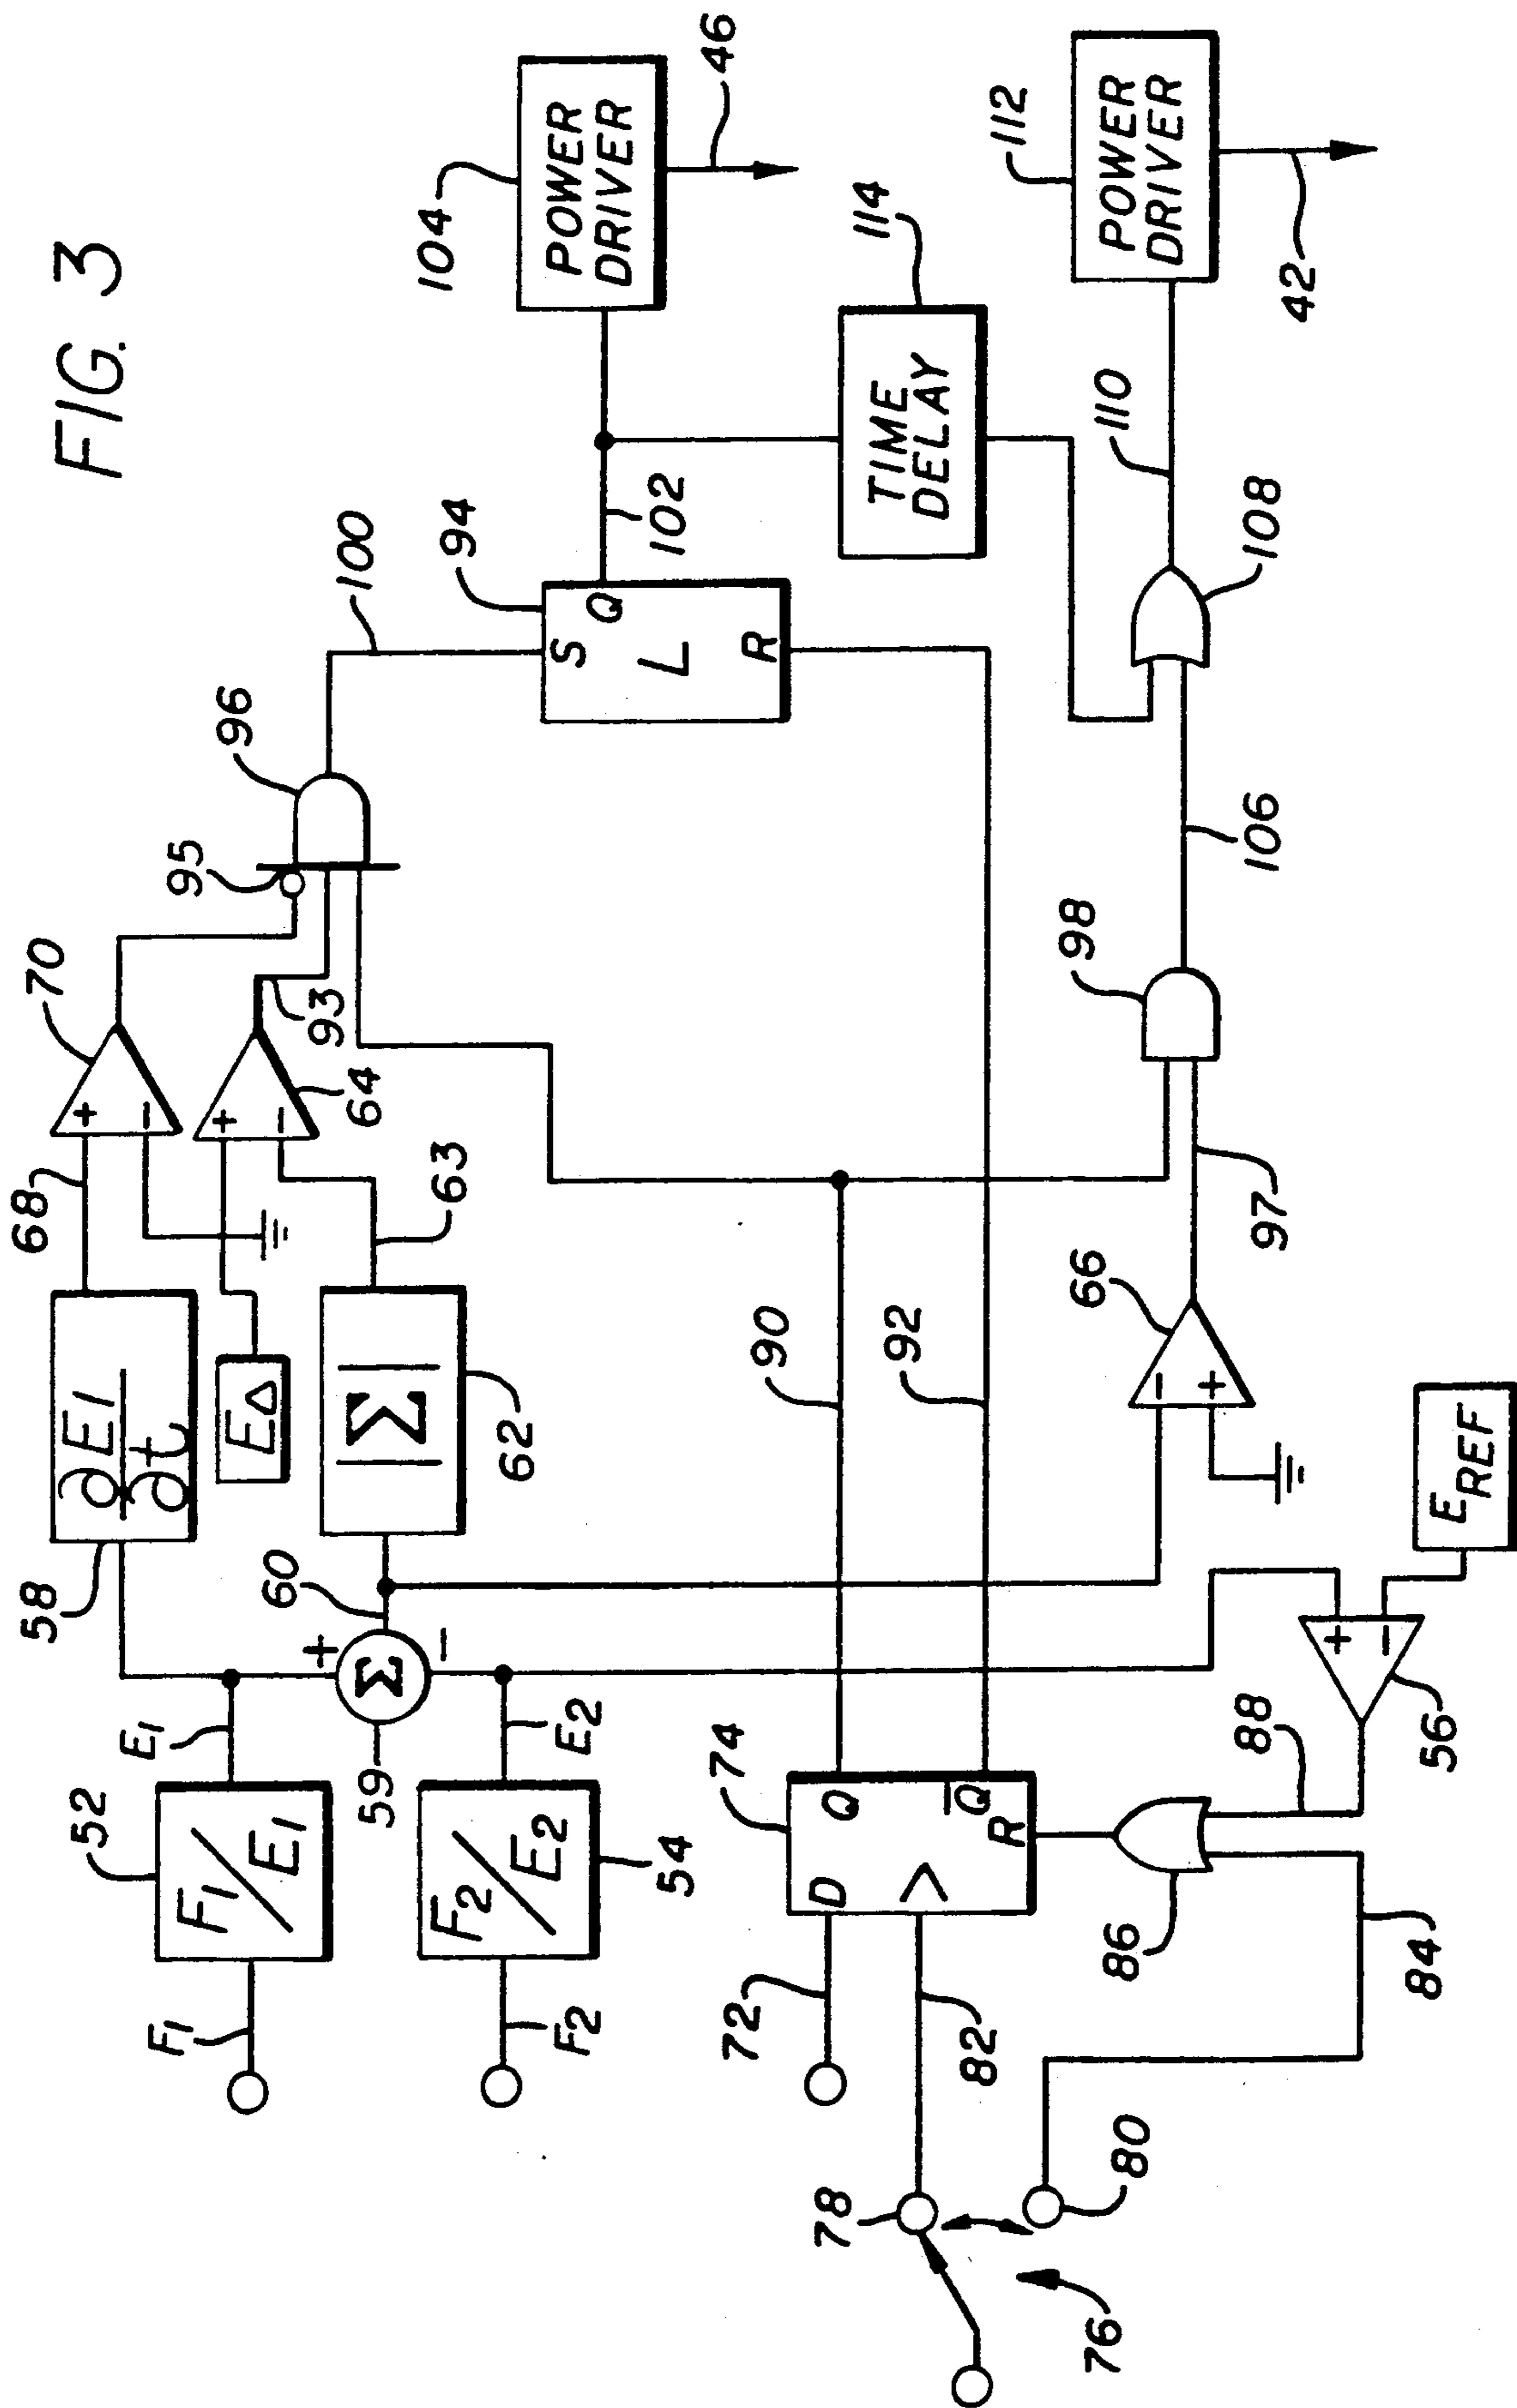 FIG. 3
F1
52
F1/E1
E1
58
∂E1/∂t
68
+
−
70
95
96
100
EΔ
+
−
64
93
F2
F2/E2
54
E2
59
Σ
+
−
60
|Σ|
62
63
94
S
Q
L
R
102
104
POWER
DRIVER
46
72
74
D
Q
>
Q̅
R
90
92
TIME
DELAY
114
76
78
80
82
84
86
88
56
+
−
EREF
66
−
+
97
98
106
108
110
112
POWER
DRIVER
42